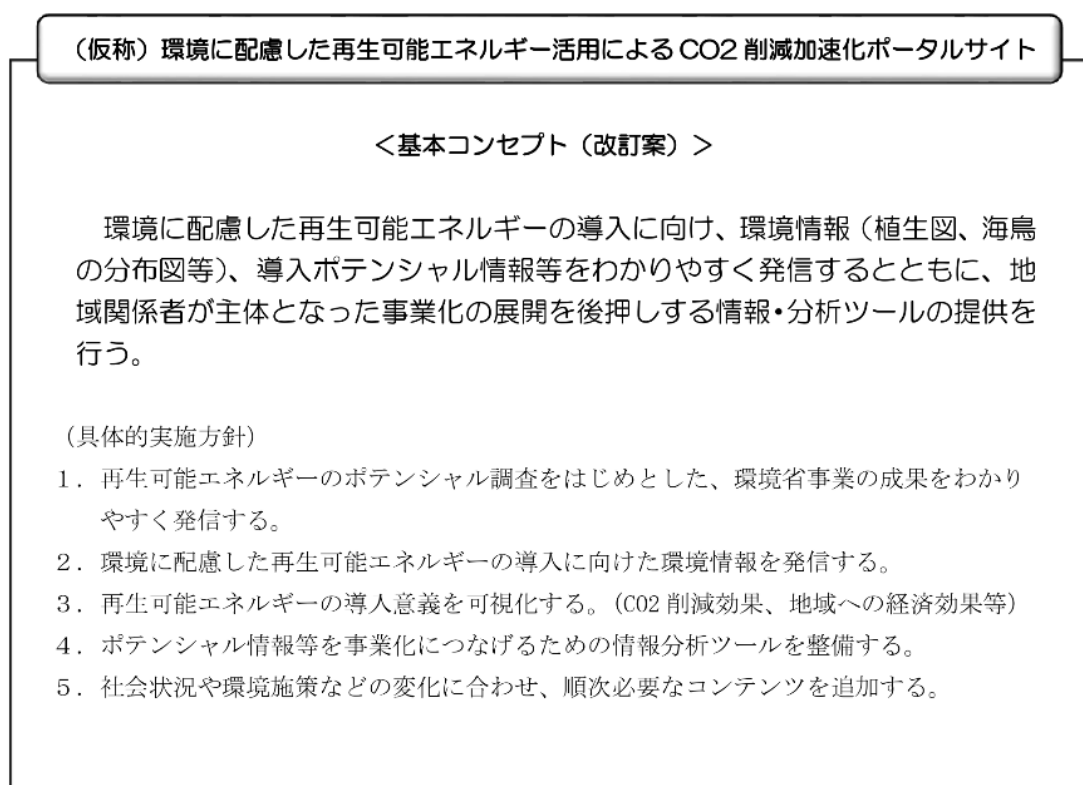 （仮称）環境に配慮した再生可能エネルギー活用による CO2 削減加速化ポータルサイト
＜基本コンセプト（改訂案）＞
環境に配慮した再生可能エネルギーの導入に向け、環境情報（植生図、海鳥
の分布図等）、導入ポテンシャル情報等をわかりやすく発信するとともに、地
域関係者が主体となった事業化の展開を後押しする情報・分析ツールの提供を
行う。
（具体的実施方針）
１．再生可能エネルギーのポテンシャル調査をはじめとした、環境省事業の成果をわかり
やすく発信する。
２．環境に配慮した再生可能エネルギーの導入に向けた環境情報を発信する。
３．再生可能エネルギーの導人意義を可視化する。(CO2 削減効果、地域への経済効果等）
４．ポテンシャル情報等を事業化につなげるための情報分析ツールを整備する。
５．社会状況や環境施策などの変化に合わせ、順次必要なコンテンツを追加する。